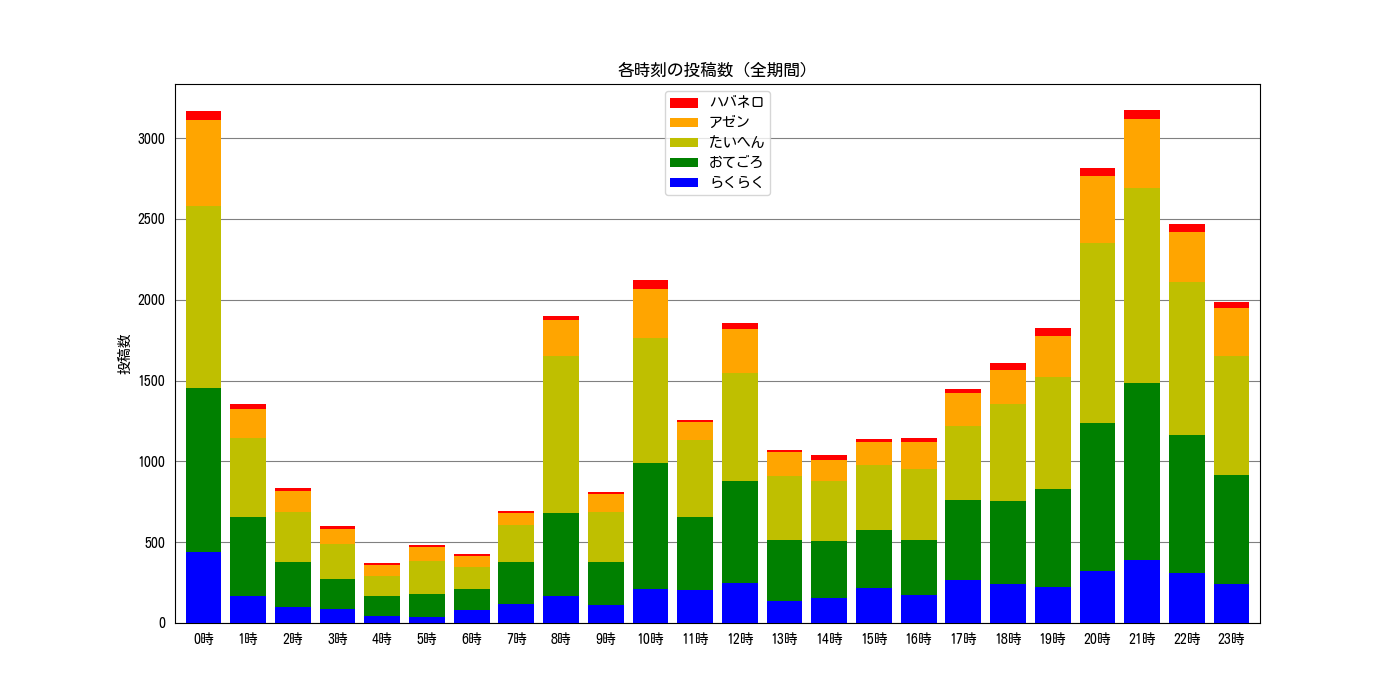 各時刻の投稿数（全期間）
ハバネロ
アゼン
たいへん
おてごろ
らくらく
投稿数
3000
2500
2000
1500
1000
500
0
0時 1時 2時 3時 4時 5時 6時 7時 8時 9時 10時 11時 12時 13時 14時 15時 16時 17時 18時 19時 20時 21時 22時 23時